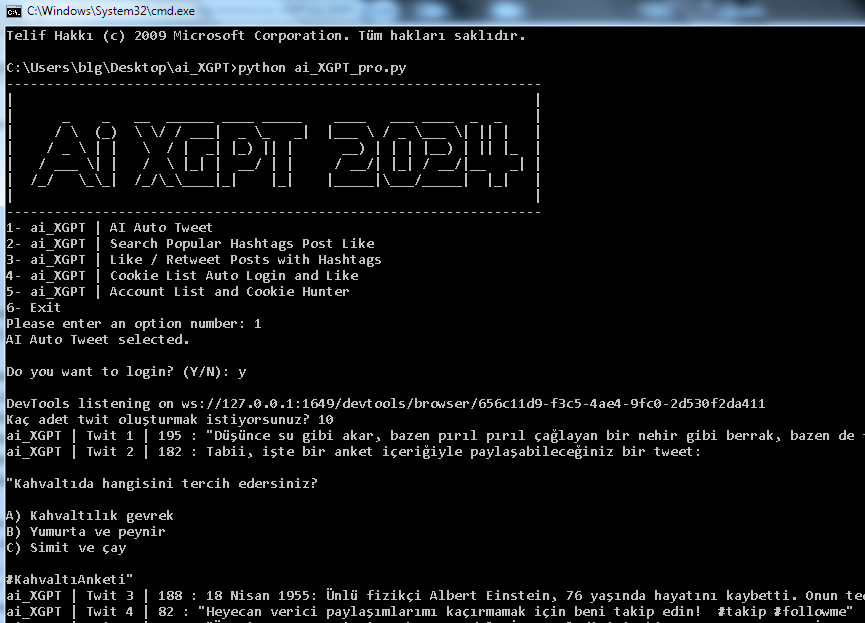 C:\Windows\System32\cmd.exe
Telif Hakkı (c) 2009 Microsoft Corporation. Tüm hakları saklıdır.
C:\Users\blg\Desktop\ai_XGPT>python ai_XGPT_pro.py
Ai XGPT 2024
1- ai_XGPT | AI Auto Tweet
2- ai_XGPT | Search Popular Hashtags Post Like
3- ai_XGPT | Like / Retweet Posts with Hashtags
4- ai_XGPT | Cookie List Auto Login and Like
5- ai_XGPT | Account List and Cookie Hunter
6- Exit
Please enter an option number: 1
AI Auto Tweet selected.
Do you want to login? (Y/N): y
DevTools listening on ws://127.0.0.1:1649/devtools/browser/656c11d9-f3c5-4ae4-9fc0-2d530f2da411
Kaç adet twit oluşturmak istiyorsunuz? 10
ai_XGPT | Twit 1 | 195 : "Düşünce su gibi akar, bazen pırıl pırıl çağlayan bir nehir gibi berrak, bazen de
ai_XGPT | Twit 2 | 182 : Tabii, işte bir anket içeriğiyle paylaşabileceğiniz bir tweet:
"Kahvaltıda hangisini tercih edersiniz?
A) Kahvaltılık gevrek
B) Yumurta ve peynir
C) Simit ve çay
#KahvaltıAnketi"
ai_XGPT | Twit 3 | 188 : 18 Nisan 1955: Ünlü fizikçi Albert Einstein, 76 yaşında hayatını kaybetti. Onun
ai_XGPT | Twit 4 | 82 : "Heyecan verici paylaşımlarımı kaçırmamak için beni takip edin! #takip #followme"